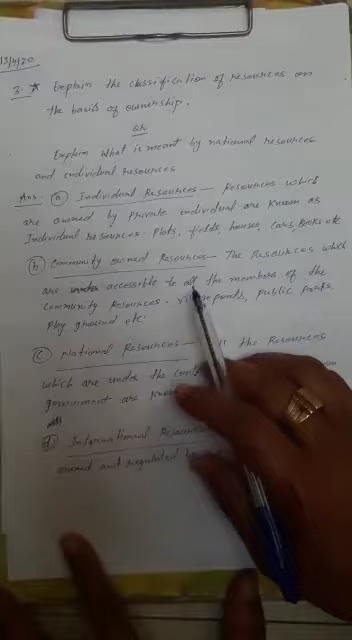 13/4/20
3. * Explain the classification of resources on
the basis of ownership.
OR
Explain what is meant by national resources
and individual resources
Ans. (a) Individual Resources — Resources which
are owned by private individual are known as
Individual resources. Plots, fields, houses, Cars, Books etc
(b) Community owned Resources — The Resources which
are accessible to all the members of the
Community Resources. ponds, public parks,
Play ground etc.
(c) National Resources — the Resources
which are under the
government are
(d) International Resources
owned and regulated